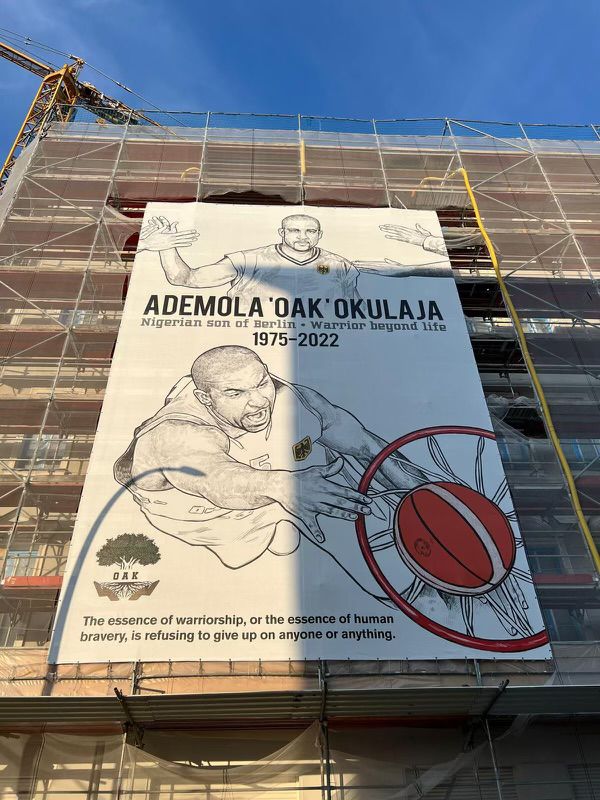 ADEMOLA 'OAK' OKULAJA
Nigerian son of Berlin • Warrior beyond life
1975–2022
OAK
The essence of warriorship, or the essence of human
bravery, is refusing to give up on anyone or anything.